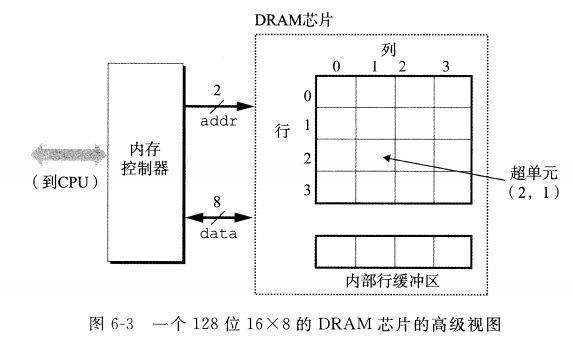 DRAM芯片
列
0 1 2 3
2
addr
0
行
1
内存
控制器
2
超单元
（2，1）
（到CPU）
3
8
data
内部行缓冲区
图 6-3 一个 128 位 16×8 的 DRAM 芯片的高级视图